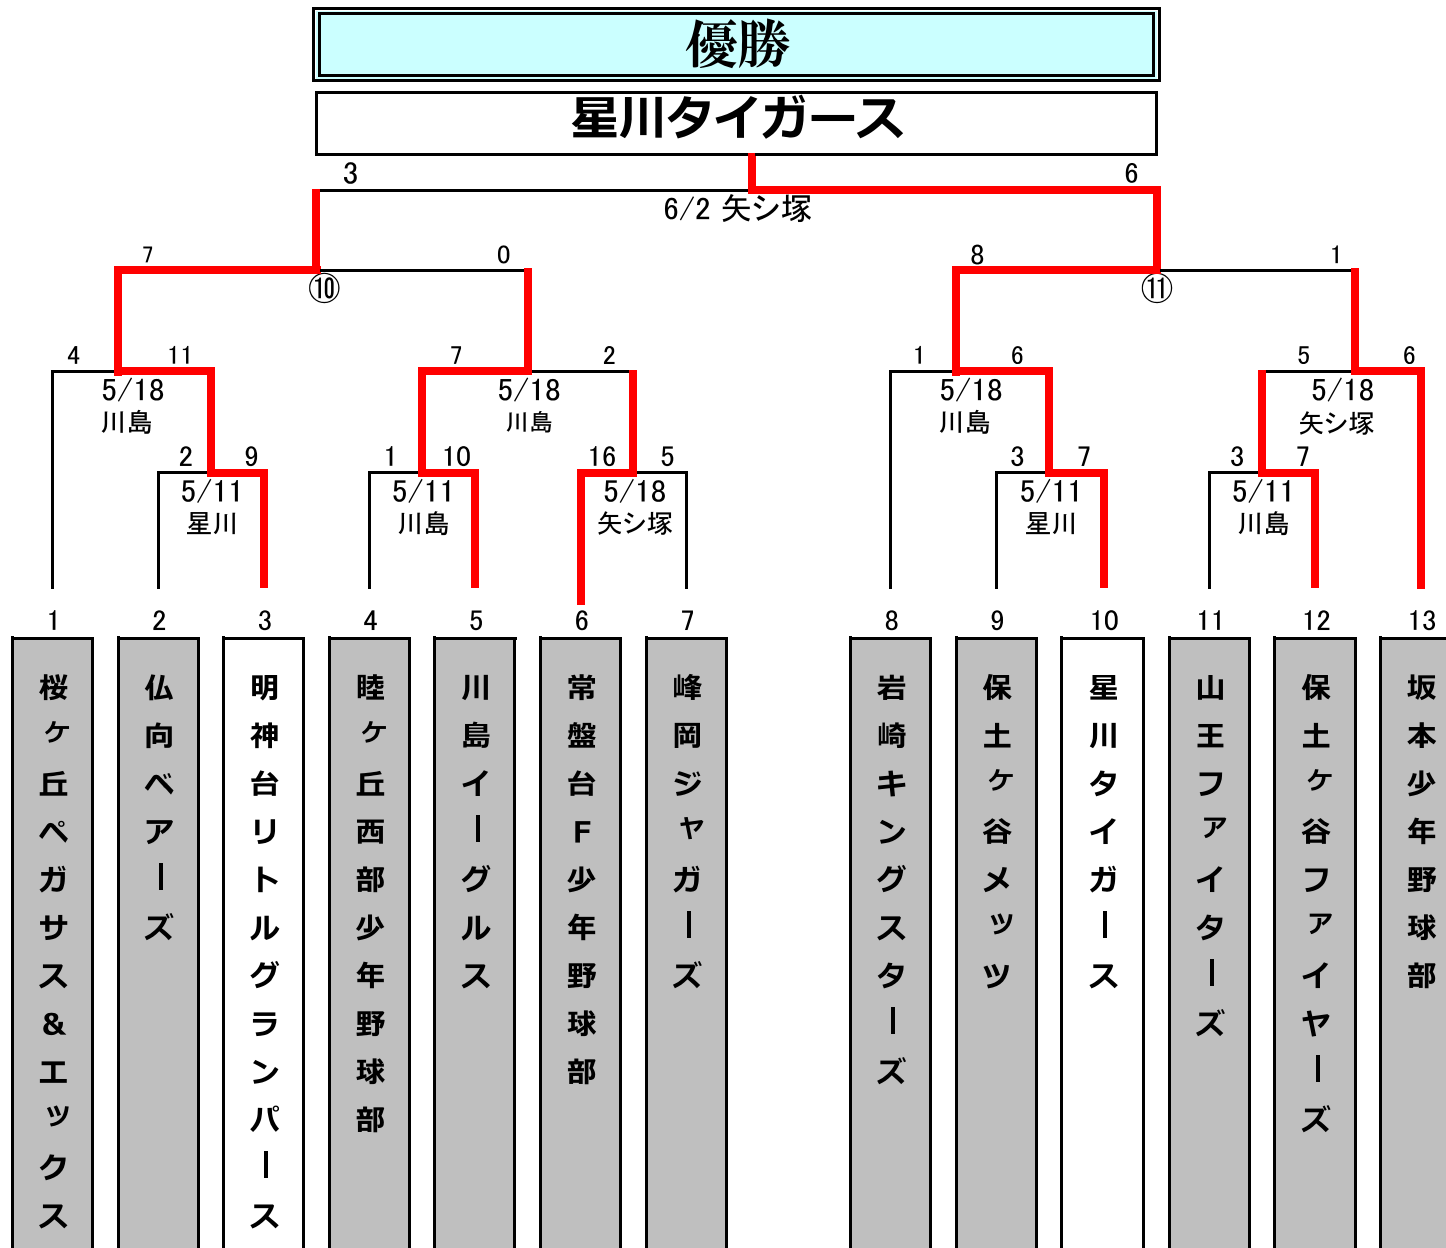 優勝
星川タイガース
3 6
6/2 矢シ塚
7 0 8 1
⑩ ⑪
4 11 7 2 1 6 5 6
5/18 5/18 5/18 5/18
川島 川島 川島 矢シ塚
2 9 1 10 16 5 3 7 3 7
5/11 5/11 5/18 5/11 5/11
星川 川島 矢シ塚 星川 川島
1 2 3 4 5 6 7 8 9 10 11 12 13
桜ヶ丘ペガサス&エックス
仏向ベアーズ
明神台リトルグランパース
睦ヶ丘西部少年野球部
川島イーグルス
常盤台F少年野球部
峰岡ジャガーズ
岩崎キングスターズ
保土ヶ谷メッツ
星川タイガース
山王ファイターズ
保土ヶ谷ファイヤーズ
坂本少年野球部